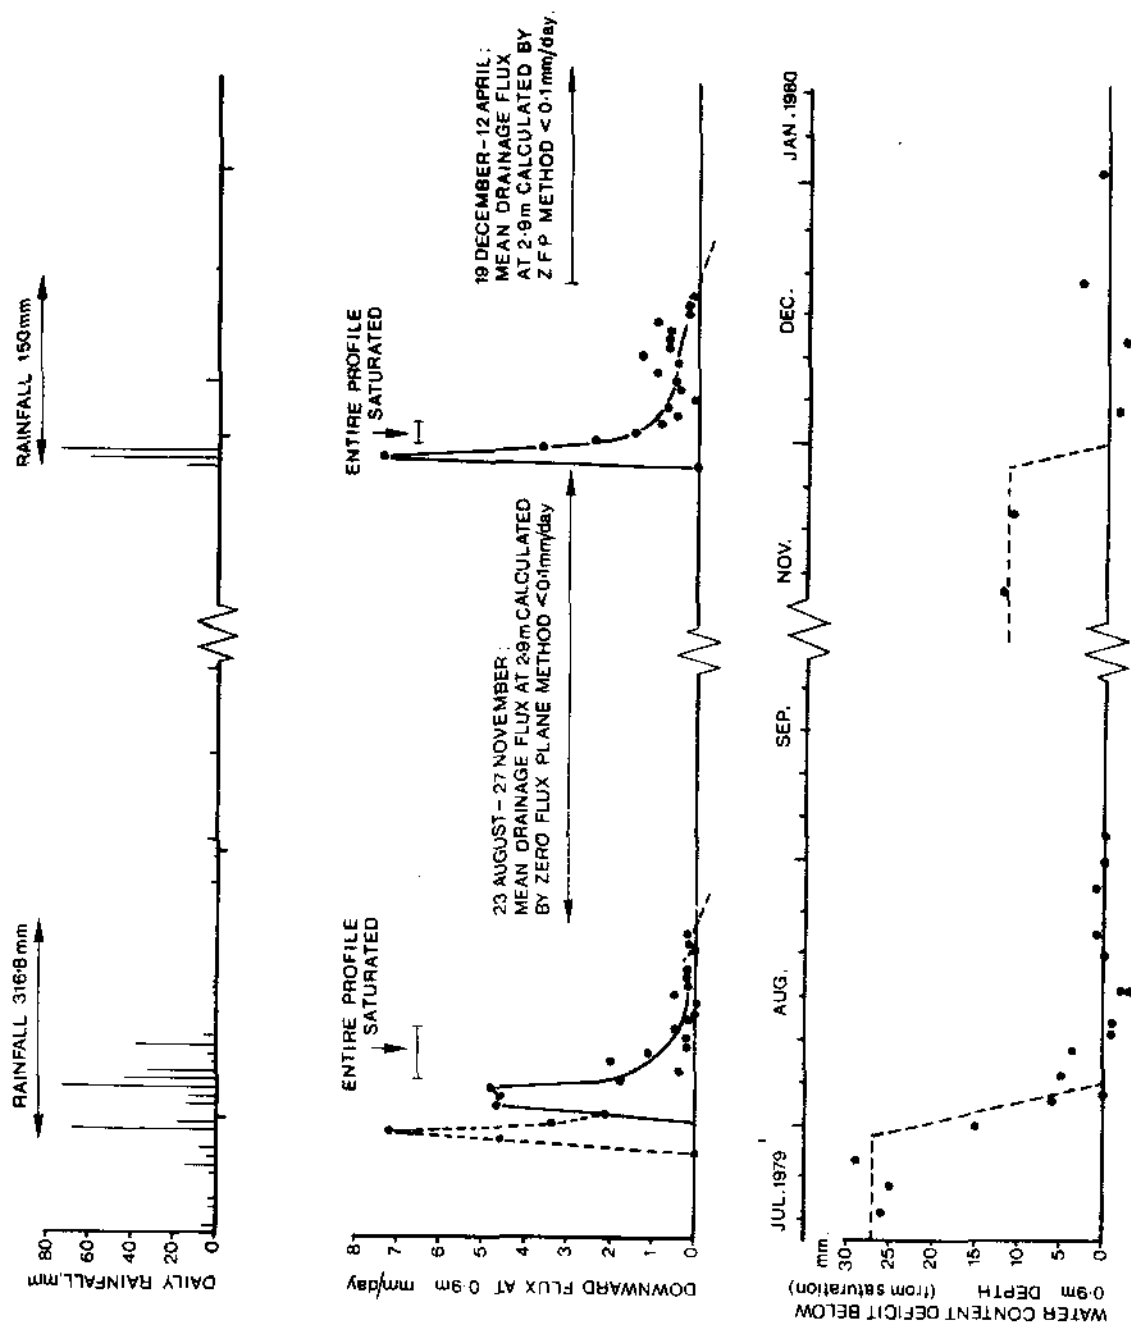 RAINFALL 316·8mm
RAINFALL 150mm
80
60
40
20
0
DAILY RAINFALL,mm
ENTIRE PROFILE
SATURATED
ENTIRE PROFILE
SATURATED
23 AUGUST – 27 NOVEMBER;
MEAN DRAINAGE FLUX AT 2·9m CALCULATED
BY ZERO FLUX PLANE METHOD <0·1mm/day
19 DECEMBER–12 APRIL;
MEAN DRAINAGE FLUX
AT 2·9m CALCULATED BY
Z F P METHOD <0·1mm/day.
8
7
6
5
4
3
2
1
0
DOWNWARD FLUX AT 0.9m mm/day
JUL.1979
AUG.
SEP.
NOV.
DEC.
JAN.1980
mm
30
25
20
15
10
5
0
WATER CONTENT DEFICIT BELOW
0·9m DEPTH
(from saturation)